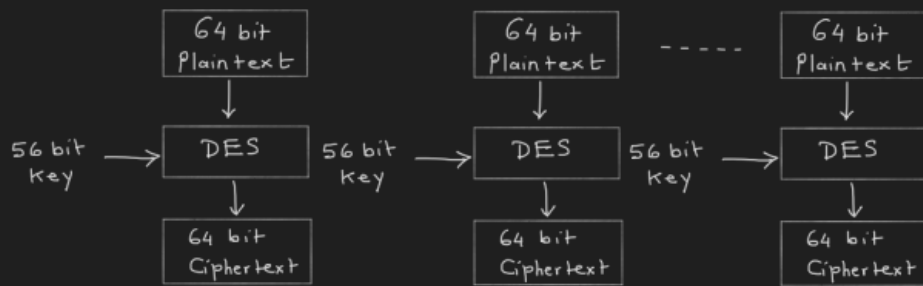 64 bit
Plaintext
64 bit
Plaintext
64 bit
Plaintext
56 bit
key
DES
56 bit
key
DES
56 bit
key
DES
64 bit
Ciphertext
64 bit
Ciphertext
64 bit
Ciphertext